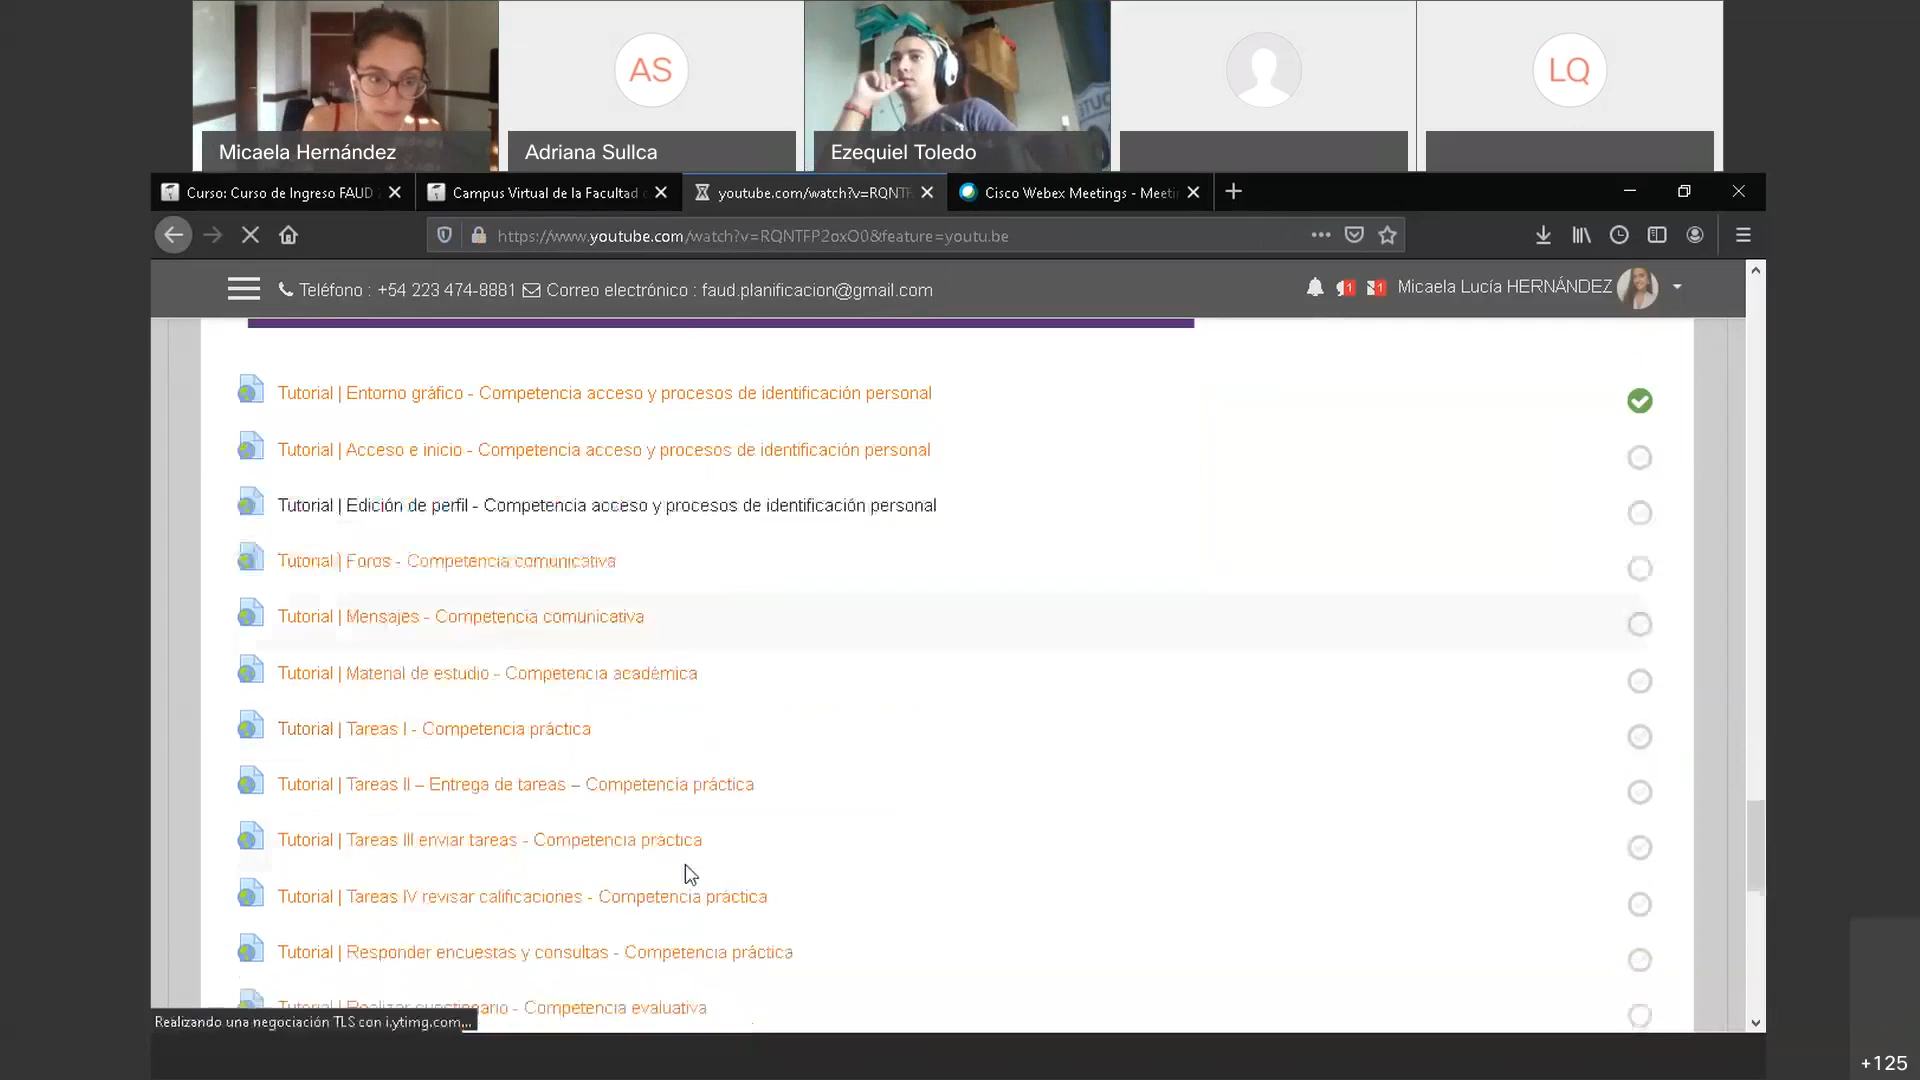 AS
LQ
Micaela Hernández
Adriana Sullca
Ezequiel Toledo
Curso: Curso de Ingreso FAUD
Campus Virtual de la Facultad
youtube.com/watch?v=RQNTF
Cisco Webex Meetings - Meeti
https://www.youtube.com/watch?v=RQNTFP2oxO0&feature=youtu.be
Teléfono : +54 223 474-8881 Correo electrónico : faud.planificacion@gmail.com
1 1 Micaela Lucía HERNÁNDEZ
Tutorial | Entorno gráfico - Competencia acceso y procesos de identificación personal
Tutorial | Acceso e inicio - Competencia acceso y procesos de identificación personal
Tutorial | Edición de perfil - Competencia acceso y procesos de identificación personal
Tutorial | Foros - Competencia comunicativa
Tutorial | Mensajes - Competencia comunicativa
Tutorial | Material de estudio - Competencia académica
Tutorial | Tareas I - Competencia práctica
Tutorial | Tareas II – Entrega de tareas – Competencia práctica
Tutorial | Tareas III enviar tareas - Competencia práctica
Tutorial | Tareas IV revisar calificaciones - Competencia práctica
Tutorial | Responder encuestas y consultas - Competencia práctica
Tutorial | Realizar cuestionario - Competencia evaluativa
Realizando una negociación TLS con i.ytimg.com...
+125